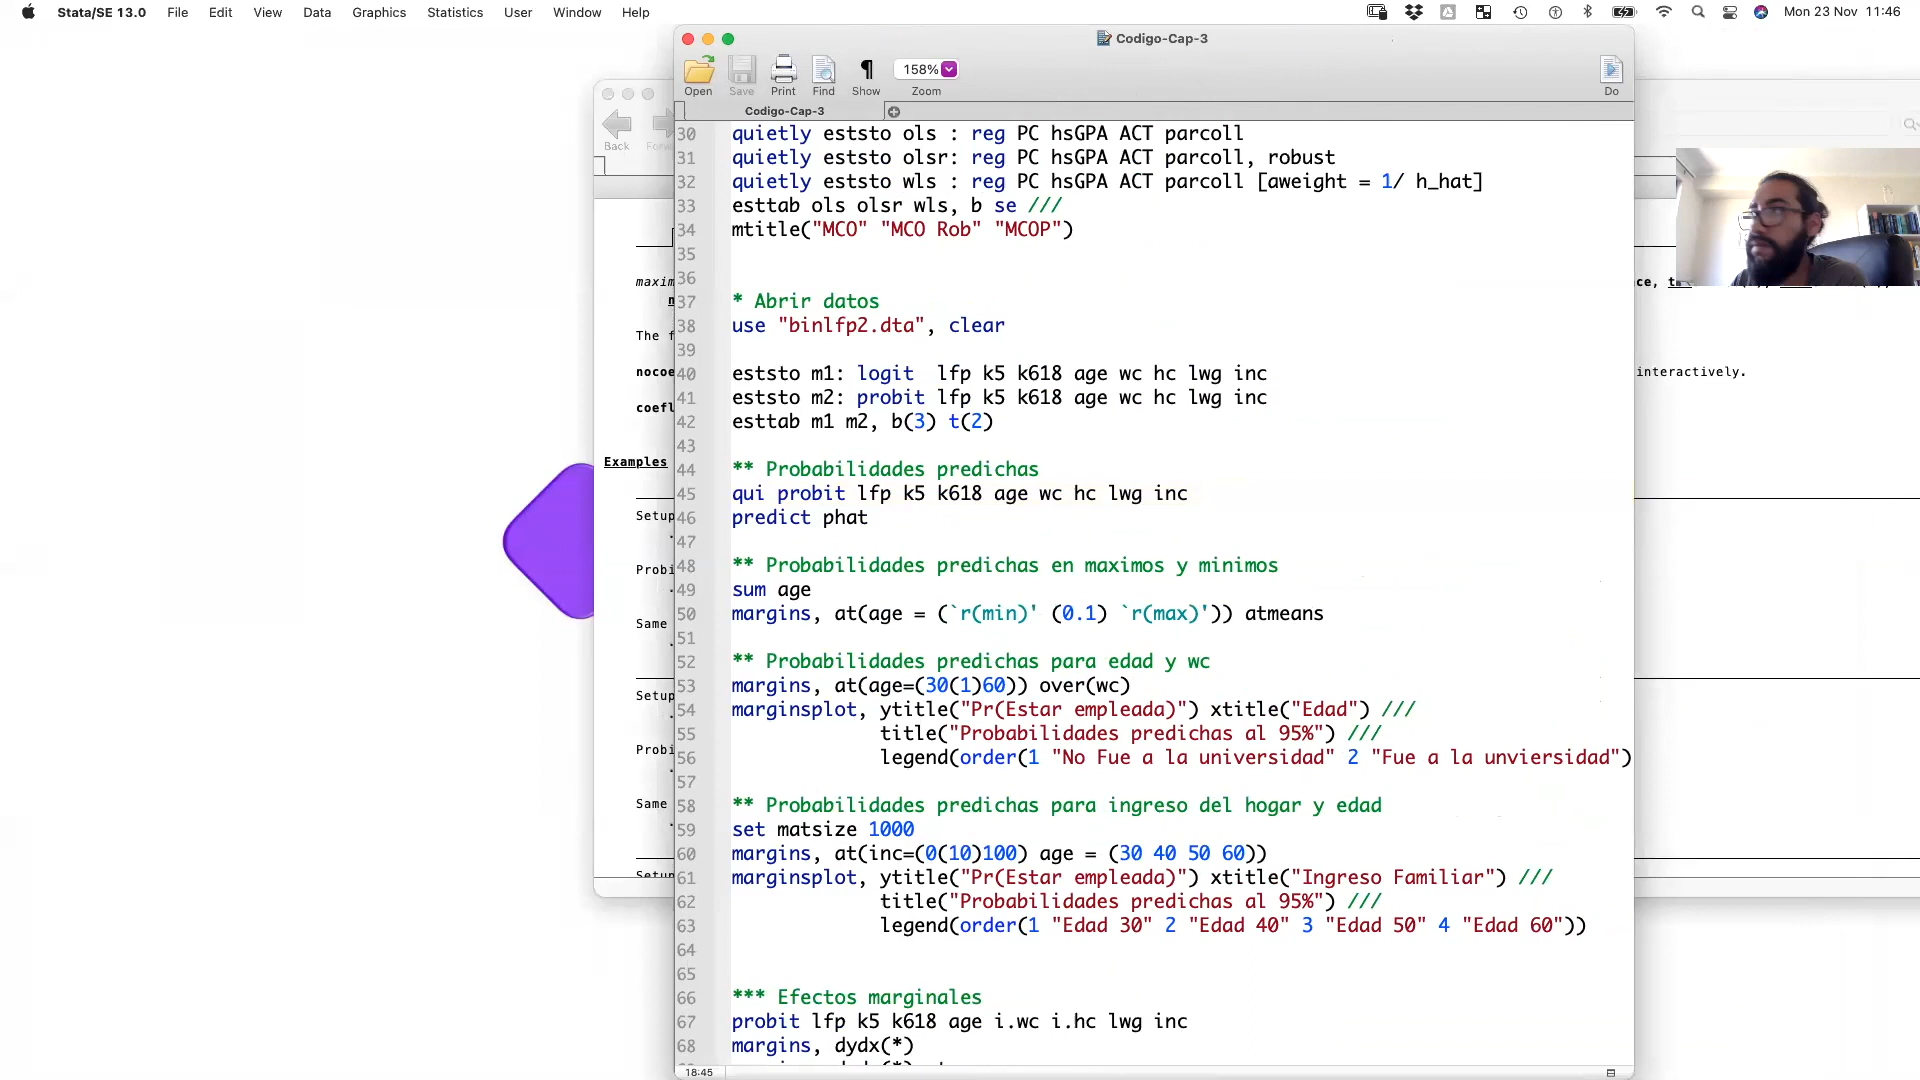 Stata/SE 13.0 File Edit View Data Graphics Statistics User Window Help Mon 23 Nov 11:46
Codigo-Cap-3
158%
Open Save Print Find Show Zoom Do
Codigo-Cap-3
Back
30 quietly eststo ols : reg PC hsGPA ACT parcoll
31 quietly eststo olsr: reg PC hsGPA ACT parcoll, robust
32 quietly eststo wls : reg PC hsGPA ACT parcoll [aweight = 1/ h_hat]
33 esttab ols olsr wls, b se ///
34 mtitle("MCO" "MCO Rob" "MCOP")
35
36
37 * Abrir datos
38 use "binlfp2.dta", clear
39
40 eststo m1: logit lfp k5 k618 age wc hc lwg inc
41 eststo m2: probit lfp k5 k618 age wc hc lwg inc
42 esttab m1 m2, b(3) t(2)
43
44 ** Probabilidades predichas
45 qui probit lfp k5 k618 age wc hc lwg inc
46 predict phat
47
48 ** Probabilidades predichas en maximos y minimos
49 sum age
50 margins, at(age = (`r(min)' (0.1) `r(max)')) atmeans
51
52 ** Probabilidades predichas para edad y wc
53 margins, at(age=(30(1)60)) over(wc)
54 marginsplot, ytitle("Pr(Estar empleada)") xtitle("Edad") ///
55 title("Probabilidades predichas al 95%") ///
56 legend(order(1 "No Fue a la universidad" 2 "Fue a la unviersidad")
57
58 ** Probabilidades predichas para ingreso del hogar y edad
59 set matsize 1000
60 margins, at(inc=(0(10)100) age = (30 40 50 60))
61 marginsplot, ytitle("Pr(Estar empleada)") xtitle("Ingreso Familiar") ///
62 title("Probabilidades predichas al 95%") ///
63 legend(order(1 "Edad 30" 2 "Edad 40" 3 "Edad 50" 4 "Edad 60"))
64
65
66 *** Efectos marginales
67 probit lfp k5 k618 age i.wc i.hc lwg inc
68 margins, dydx(*)
18:45
maxim
The f
nocoe
coefl
Examples
Setup
Probi
Same
Setup
Probi
Same
Setup
interactively.